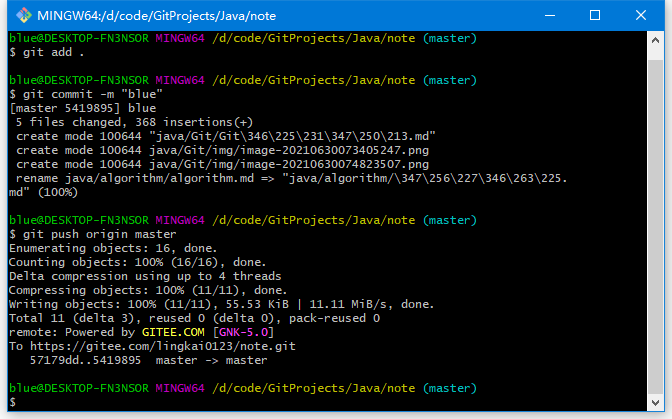 MINGW64:/d/code/GitProjects/Java/note
blue@DESKTOP-FN3NSOR MINGW64 /d/code/GitProjects/Java/note (master)
$ git add .
blue@DESKTOP-FN3NSOR MINGW64 /d/code/GitProjects/Java/note (master)
$ git commit -m "blue"
[master 5419895] blue
 5 files changed, 368 insertions(+)
 create mode 100644 "java/Git/Git\346\225\231\347\250\213.md"
 create mode 100644 java/Git/img/image-20210630073405247.png
 create mode 100644 java/Git/img/image-20210630074823507.png
 rename java/algorithm/algorithm.md => "java/algorithm/\347\256\227\346\263\225.
md" (100%)
blue@DESKTOP-FN3NSOR MINGW64 /d/code/GitProjects/Java/note (master)
$ git push origin master
Enumerating objects: 16, done.
Counting objects: 100% (16/16), done.
Delta compression using up to 4 threads
Compressing objects: 100% (11/11), done.
Writing objects: 100% (11/11), 55.53 KiB | 11.11 MiB/s, done.
Total 11 (delta 3), reused 0 (delta 0), pack-reused 0
remote: Powered by GITEE.COM [GNK-5.0]
To https://gitee.com/lingkai0123/note.git
   57179dd..5419895  master -> master
blue@DESKTOP-FN3NSOR MINGW64 /d/code/GitProjects/Java/note (master)
$